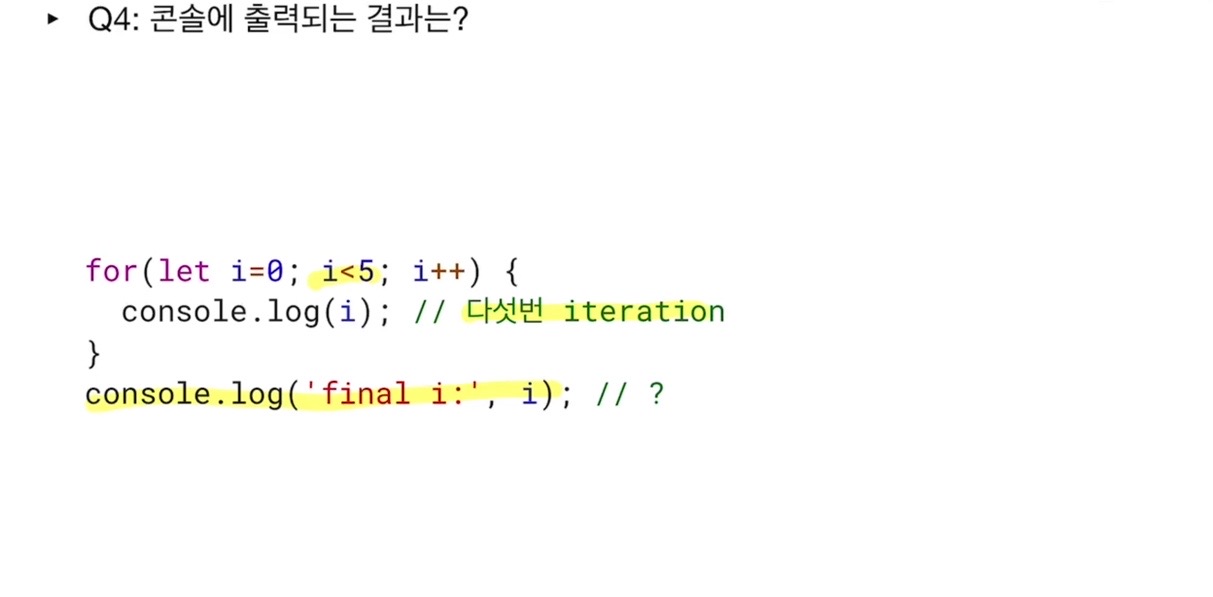 ▸ Q4: 콘솔에 출력되는 결과는?
for(let i=0; i<5; i++) {
  console.log(i); // 다섯번 iteration
}
console.log('final i:', i); // ?